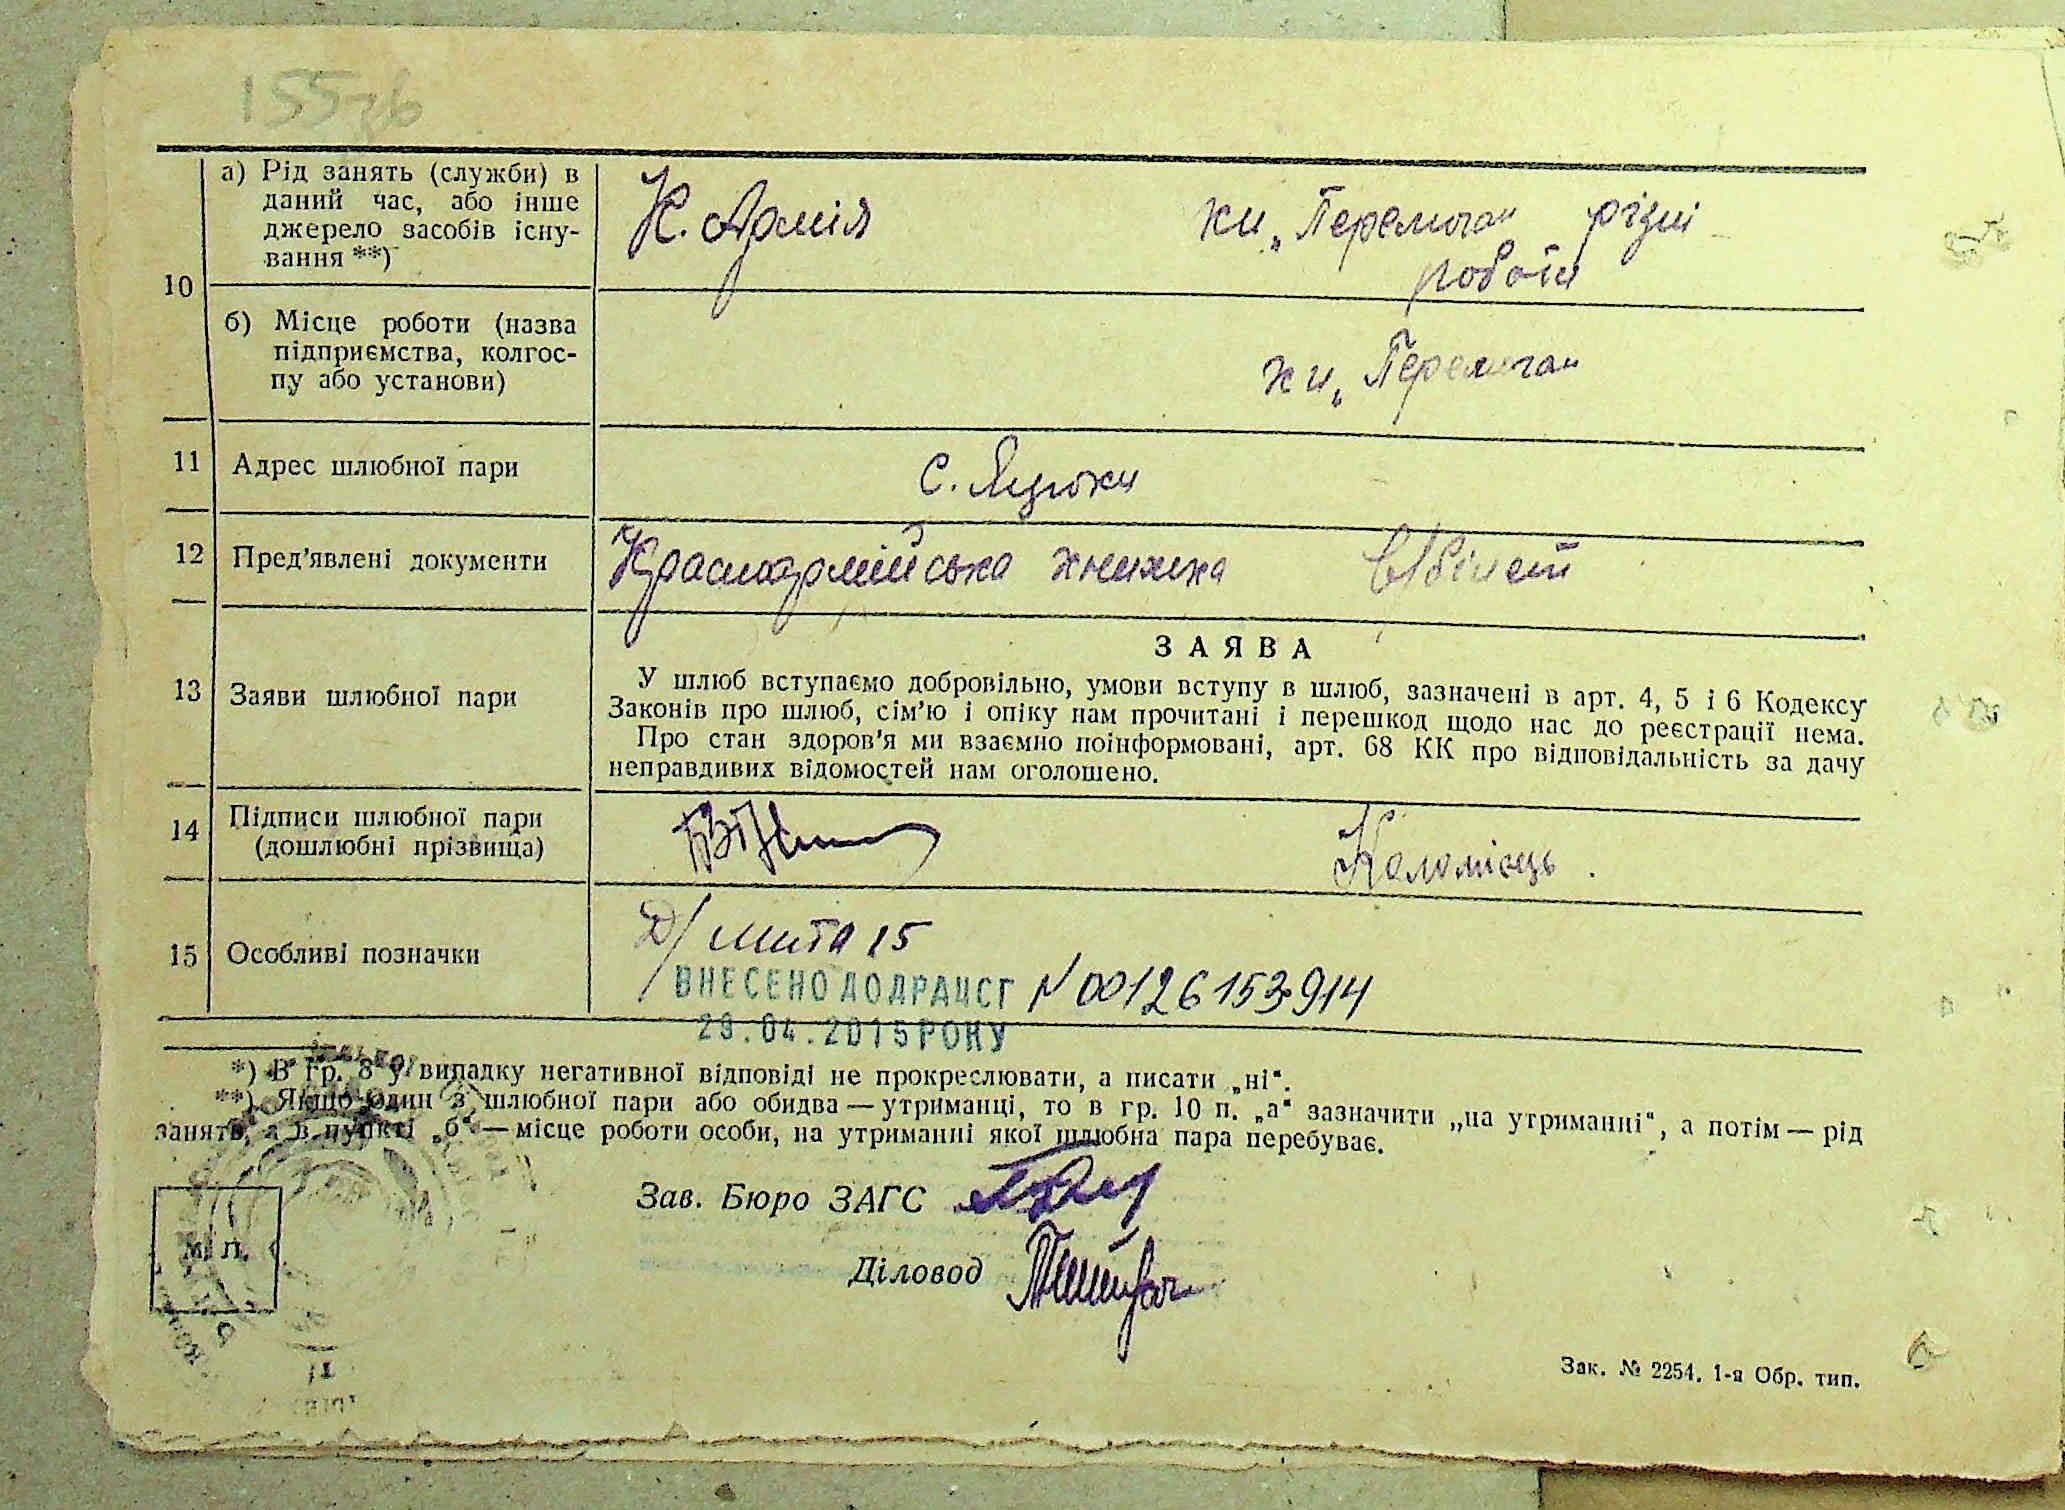 155зв
а) Рід занять (служби) в
даний час, або інше
джерело засобів існу-
вання **)
К. Армія
кп „Перемога" різні
роботи
10
б) Місце роботи (назва
підприємства, колгос-
пу або установи)
„Перемога"
11 Адрес шлюбної пари
с. Яцюки
12 Пред'явлені документи
Красноармійська книжка білет
ЗАЯВА
13 Заяви шлюбної пари
У шлюб вступаємо добровільно, умови вступу в шлюб, зазначені в арт. 4, 5 і 6 Кодексу
Законів про шлюб, сім'ю і опіку нам прочитані і перешкод щодо нас до реєстрації нема.
Про стан здоров'я ми взаємно поінформовані, арт. 68 КК про відповідальність за дачу
неправдивих відомостей нам оголошено.
14 Підписи шлюбної пари
(дошлюбні прізвища)
Коломієць.
15 Особливі позначки
Д/мита 15
ВНЕСЕНО ДО ДРАЦСГ N 00126153914
29.04.2015 РОКУ
*) В гр. 8 у випадку негативної відповіді не прокреслювати, а писати „ні".
**) Якщо один з шлюбної пари або обидва — утриманці, то в гр. 10 п. „а" зазначити „на утриманні", а потім — рід
занять, а в пункті „б" — місце роботи особи, на утриманні якої шлюбна пара перебуває.
Зав. Бюро ЗАГС
М. П.
Діловод
Зак. № 2254. 1-я Обр. тип.